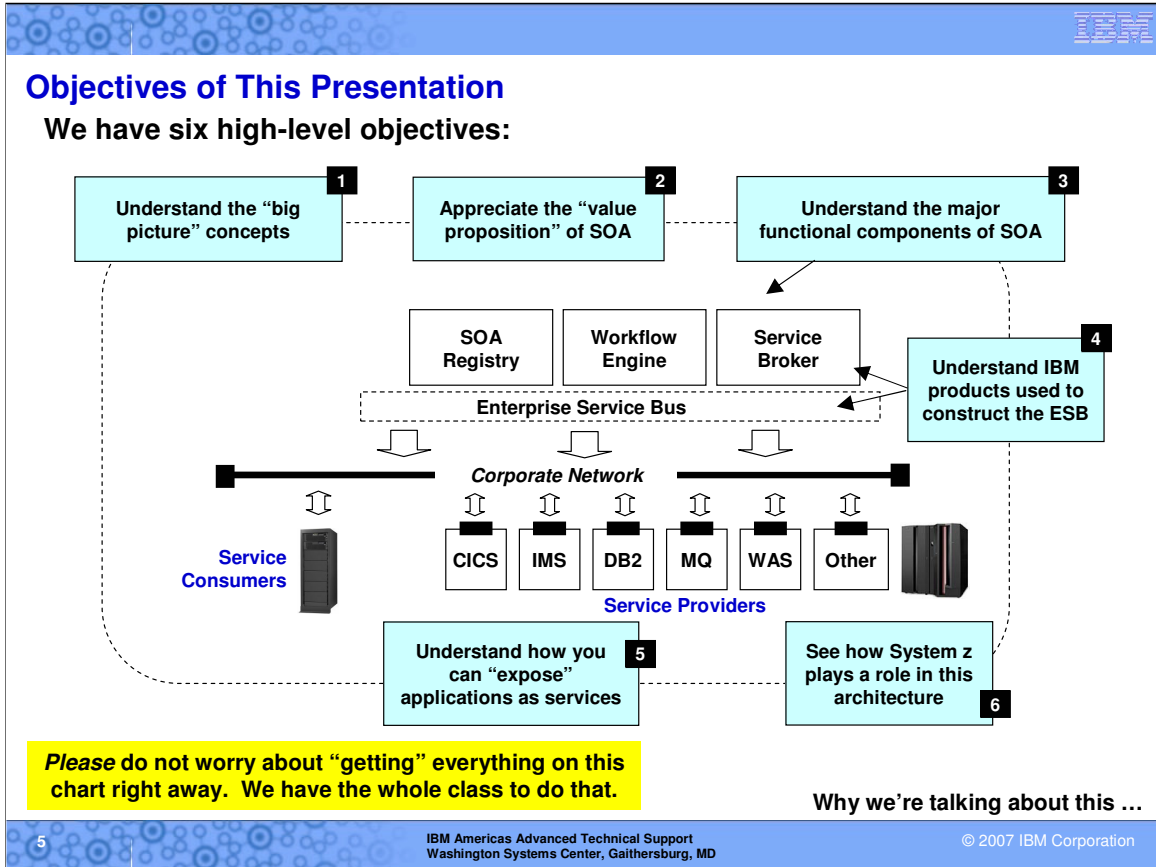 IBM
Objectives of This Presentation
We have six high-level objectives:
1
Understand the “big
picture” concepts
2
Appreciate the “value
proposition” of SOA
3
Understand the major
functional components of SOA
SOA
Registry
Workflow
Engine
Service
Broker
4
Understand IBM
products used to
construct the ESB
Enterprise Service Bus
Corporate Network
Service
Consumers
CICS
IMS
DB2
MQ
WAS
Other
Service Providers
Understand how you
can “expose”
applications as services
5
See how System z
plays a role in this
architecture
6
Please do not worry about “getting” everything on this
chart right away. We have the whole class to do that.
Why we’re talking about this …
5
IBM Americas Advanced Technical Support
Washington Systems Center, Gaithersburg, MD
© 2007 IBM Corporation